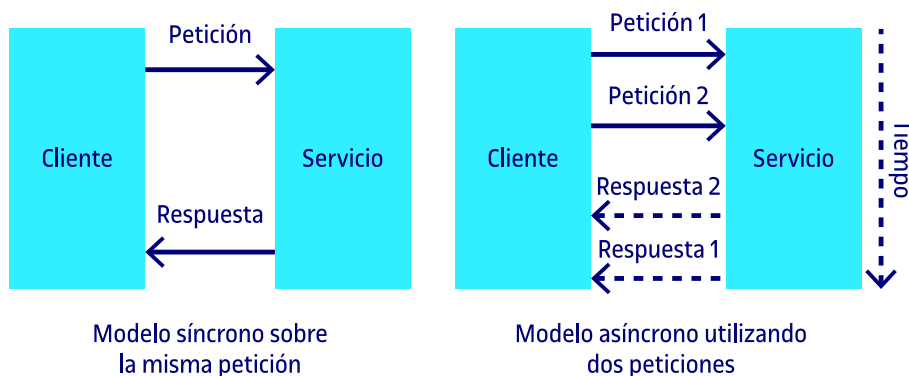 Petición
Cliente
Servicio
Respuesta
Modelo síncrono sobre
la misma petición
Petición 1
Petición 2
Cliente
Servicio
Respuesta 2
Respuesta 1
Tiempo
Modelo asíncrono utilizando
dos peticiones